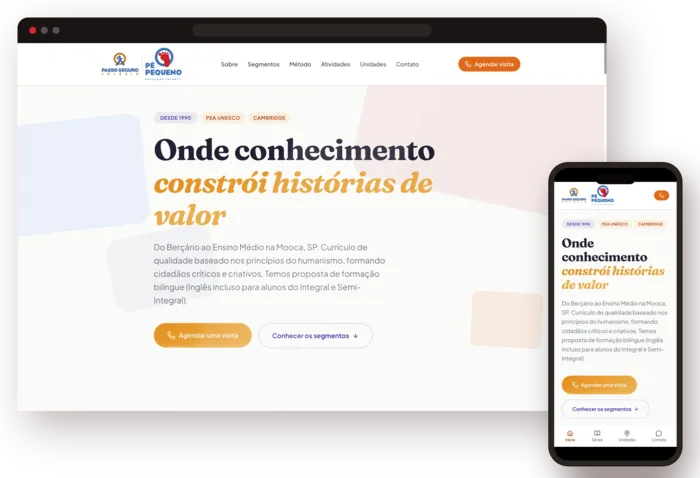 PASSO SEGURO
COLÉGIO
PÉ
PEQUENO
Sobre Segmentos Método Atividades Unidades Contato
Agendar visita
DESDE 1990 PEA UNESCO CAMBRIDGE
Onde conhecimento
constrói histórias de
valor
Do Berçário ao Ensino Médio na Mooca, SP. Currículo de
qualidade baseado nos princípios do humanismo, formando
cidadãos críticos e criativos. Temos proposta de formação
bilíngue (Inglês incluso para alunos do Integral e Semi-
Integral).
Agendar uma visita Conhecer os segmentos ↓
PASSO SEGURO
PÉ
PEQUENO
DESDE 1990 PEA UNESCO CAMBRIDGE
Onde
conhecimento
constrói histórias
de valor
Do Berçário ao Ensino Médio na Mooca,
SP. Currículo de qualidade baseado nos
princípios do humanismo, formando
cidadãos críticos e criativos. Temos
proposta de formação bilíngue (Inglês
incluso para alunos do Integral e Semi-
Integral).
Agendar uma visita
Conhecer os segmentos ↓
Início Séries Unidades Contato